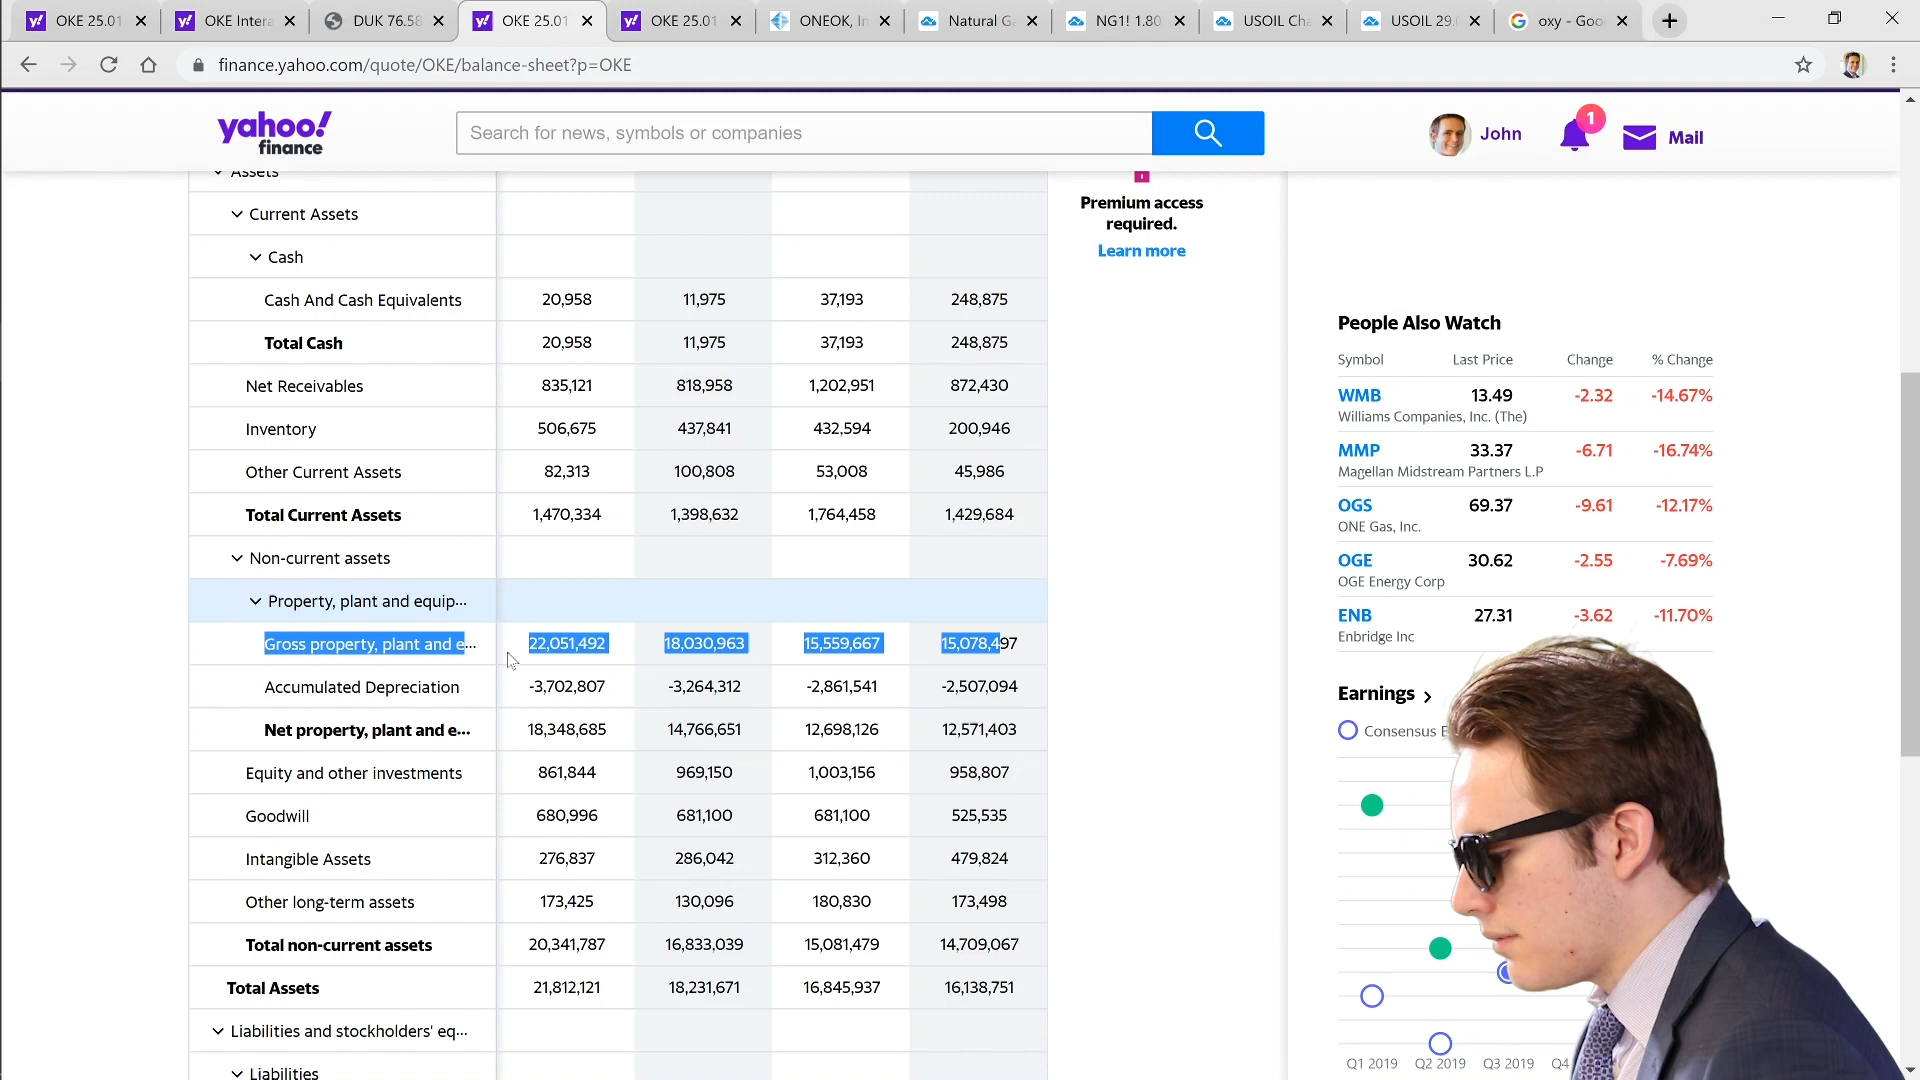 OKE 25.01
OKE Intera
DUK 76.58
OKE 25.01
OKE 25.01
ONEOK, In
Natural Ga
NG1! 1.80
USOIL Cha
USOIL 29.
oxy - Goo
finance.yahoo.com/quote/OKE/balance-sheet?p=OKE
yahoo!
finance
Search for news, symbols or companies
John
1
Mail
Assets
Current Assets
Cash
Cash And Cash Equivalents 20,958 11,975 37,193 248,875
Total Cash 20,958 11,975 37,193 248,875
Net Receivables 835,121 818,958 1,202,951 872,430
Inventory 506,675 437,841 432,594 200,946
Other Current Assets 82,313 100,808 53,008 45,986
Total Current Assets 1,470,334 1,398,632 1,764,458 1,429,684
Non-current assets
Property, plant and equip...
Gross property, plant and e... 22,051,492 18,030,963 15,559,667 15,078,497
Accumulated Depreciation -3,702,807 -3,264,312 -2,861,541 -2,507,094
Net property, plant and e... 18,348,685 14,766,651 12,698,126 12,571,403
Equity and other investments 861,844 969,150 1,003,156 958,807
Goodwill 680,996 681,100 681,100 525,535
Intangible Assets 276,837 286,042 312,360 479,824
Other long-term assets 173,425 130,096 180,830 173,498
Total non-current assets 20,341,787 16,833,039 15,081,479 14,709,067
Total Assets 21,812,121 18,231,671 16,845,937 16,138,751
Liabilities and stockholders' eq...
Liabilities
Premium access
required.
Learn more
People Also Watch
Symbol Last Price Change % Change
WMB 13.49 -2.32 -14.67%
Williams Companies, Inc. (The)
MMP 33.37 -6.71 -16.74%
Magellan Midstream Partners L.P
OGS 69.37 -9.61 -12.17%
ONE Gas, Inc.
OGE 30.62 -2.55 -7.69%
OGE Energy Corp
ENB 27.31 -3.62 -11.70%
Enbridge Inc
Earnings
Consensus E
Q1 2019 Q2 2019 Q3 2019 Q4